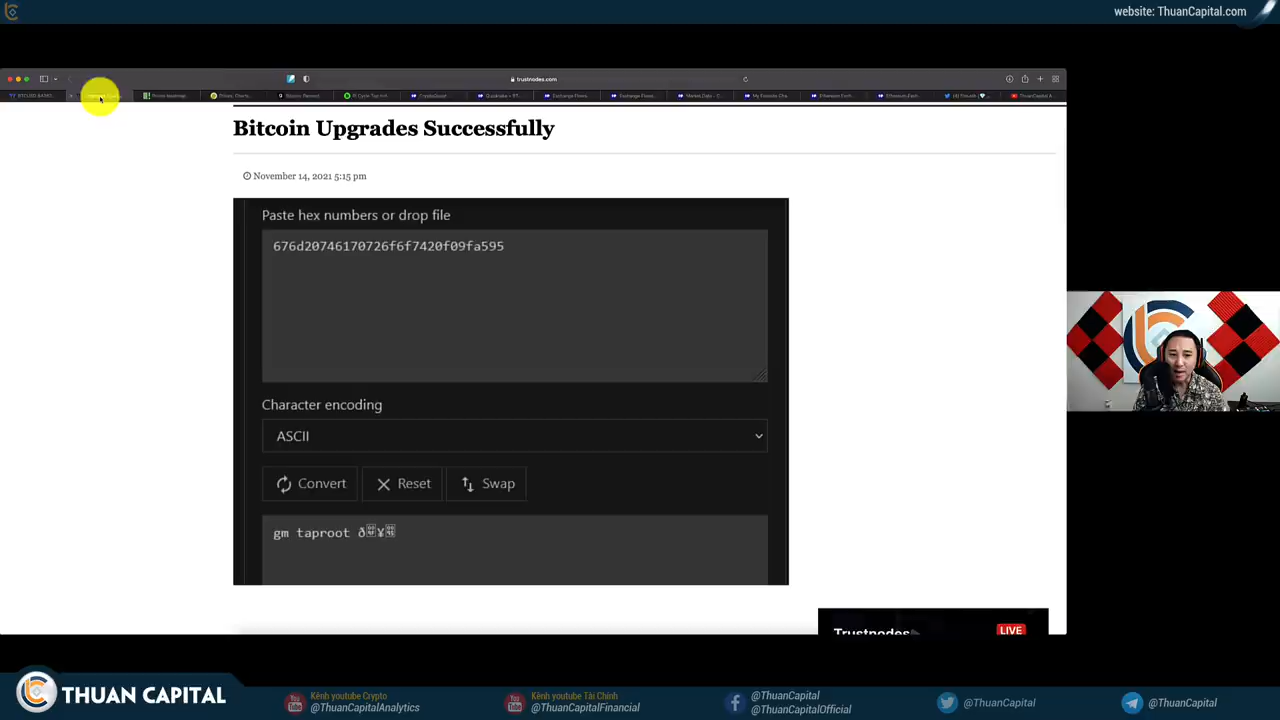 website: ThuanCapital.com
trustnodes.com
Bitcoin Upgrades Successfully
November 14, 2021 5:15 pm
Paste hex numbers or drop file
676d20746170726f6f7420f09fa595
Character encoding
ASCII
Convert
Reset
Swap
gm taproot ð
Trustnodes
LIVE
THUAN CAPITAL
Kênh youtube Crypto
@ThuanCapitalAnalytics
Kênh youtube Tài Chính
@ThuanCapitalFinancial
@ThuanCapital
@ThuanCapitalOfficial
@ThuanCapital
@ThuanCapital